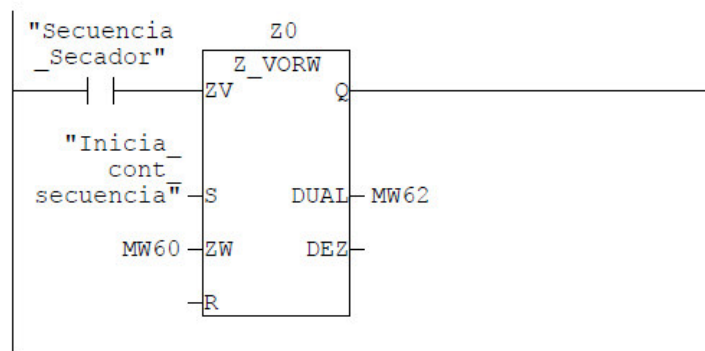 "Secuencia
_Secador"
Z0
Z_VORW
ZV
Q
"Inicia_
cont_
secuencia"
S
DUAL
MW62
MW60
ZW
DEZ
R